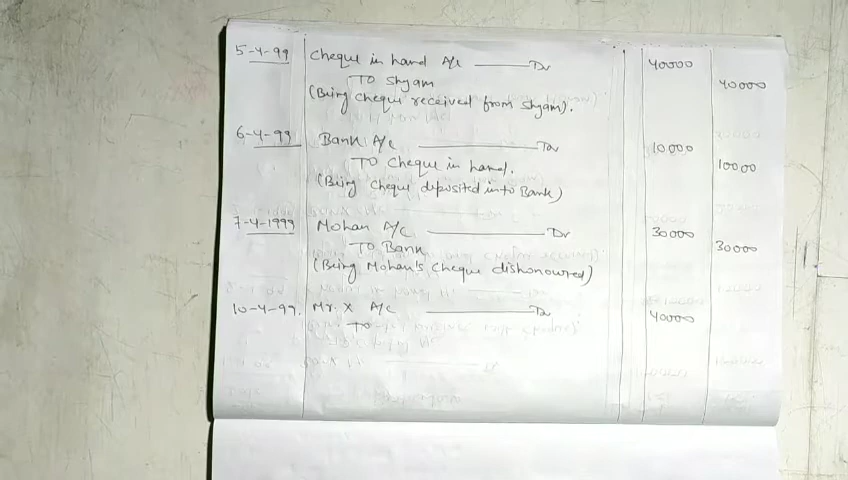 5-4-99 Cheque in hand A/c ——— Dr 40000
TO Shyam 40000
(Being cheque received from Shyam).
6-4-99 Bank A/c ——— Dr 10000
TO Cheque in hand. 10000
(Being cheque deposited into Bank)
7-4-1999 Mohan A/c ——— Dr 30000
TO Bank 30000
(Being Mohan's cheque dishonoured)
10-4-99. Mr. X A/c ——— Dr 40000
TO